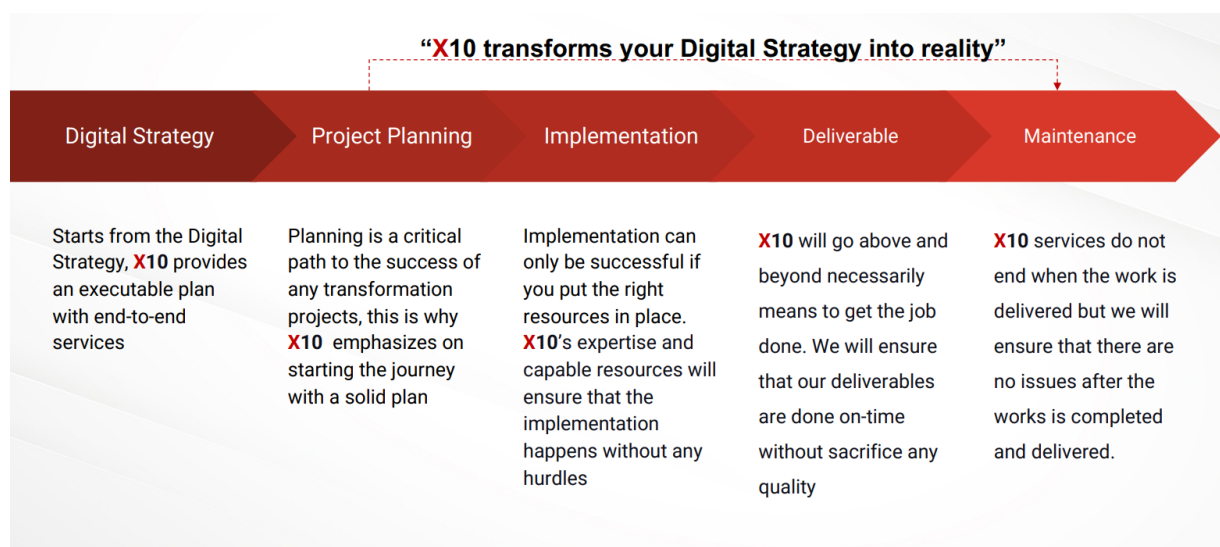 “X10 transforms your Digital Strategy into reality”
Digital Strategy
Project Planning
Implementation
Deliverable
Maintenance
Starts from the Digital
Strategy, X10 provides
an executable plan
with end-to-end
services
Planning is a critical
path to the success of
any transformation
projects, this is why
X10 emphasizes on
starting the journey
with a solid plan
Implementation can
only be successful if
you put the right
resources in place.
X10’s expertise and
capable resources will
ensure that the
implementation
happens without any
hurdles
X10 will go above and
beyond necessarily
means to get the job
done. We will ensure
that our deliverables
are done on-time
without sacrifice any
quality
X10 services do not
end when the work is
delivered but we will
ensure that there are
no issues after the
works is completed
and delivered.